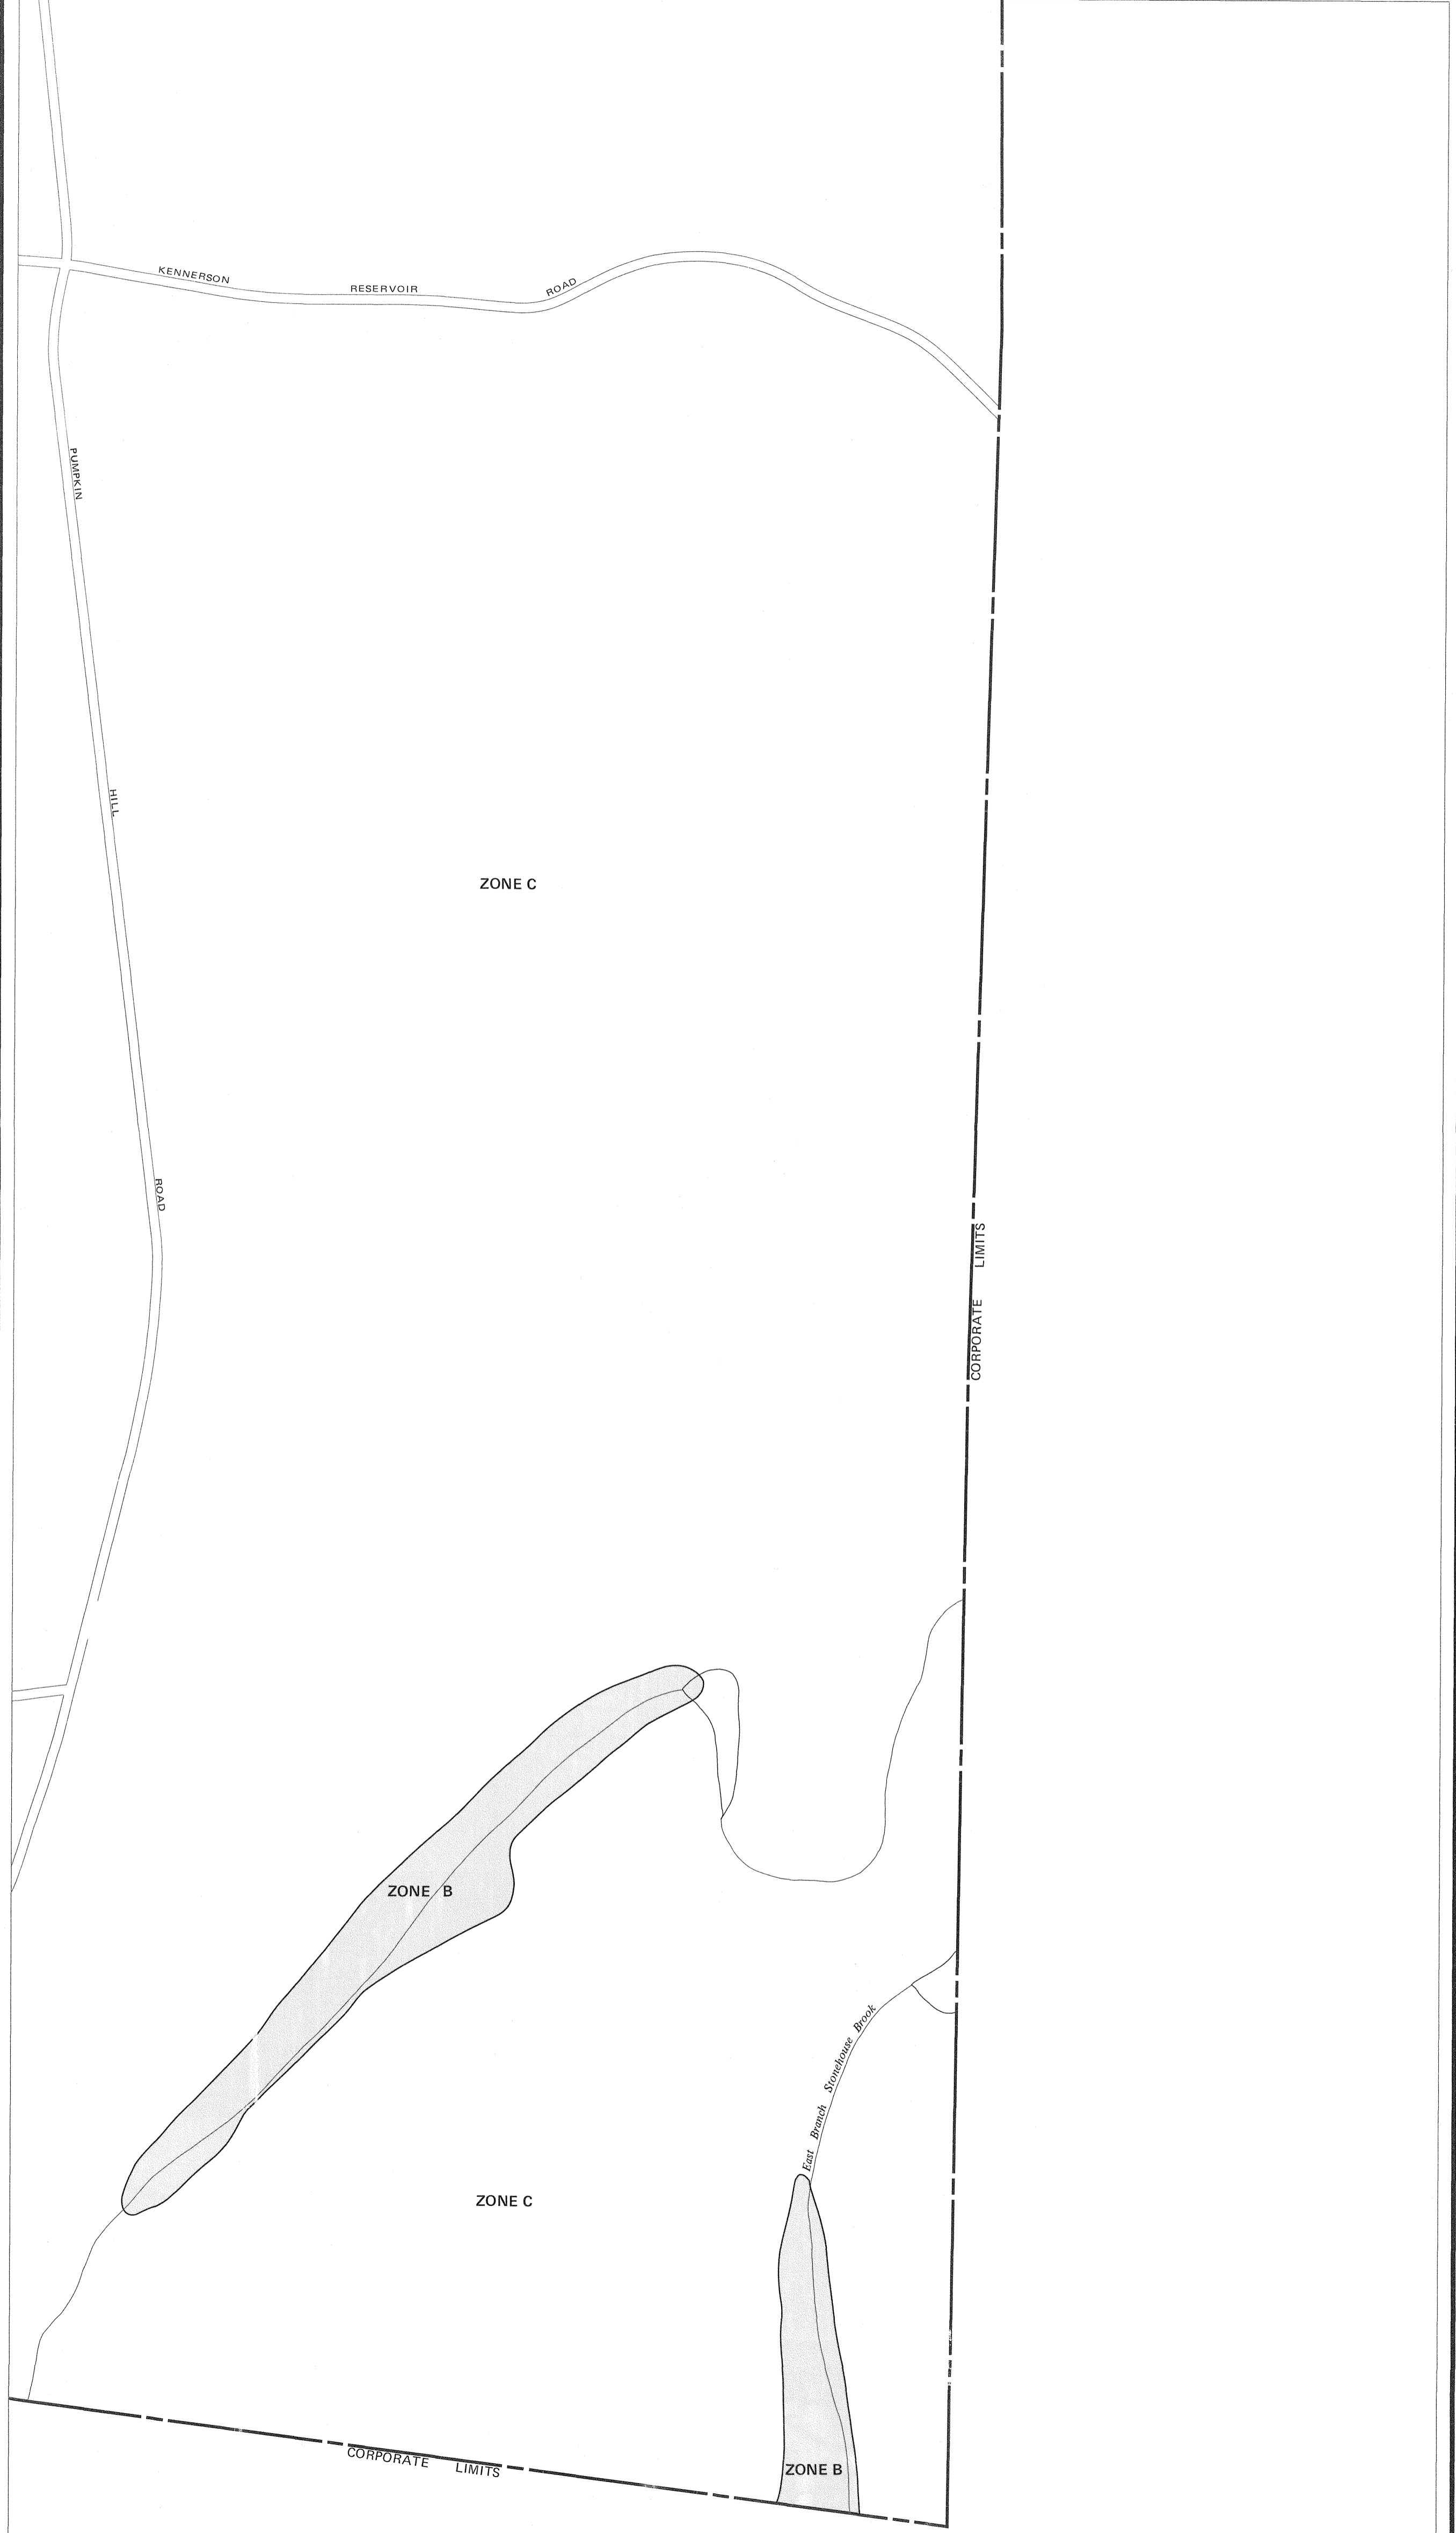 KENNERSON RESERVOIR ROAD
PUMPKIN HILL ROAD
ZONE C
CORPORATE LIMITS
ZONE B
East Branch Stonehouse Brook
ZONE C
ZONE B
CORPORATE LIMITS